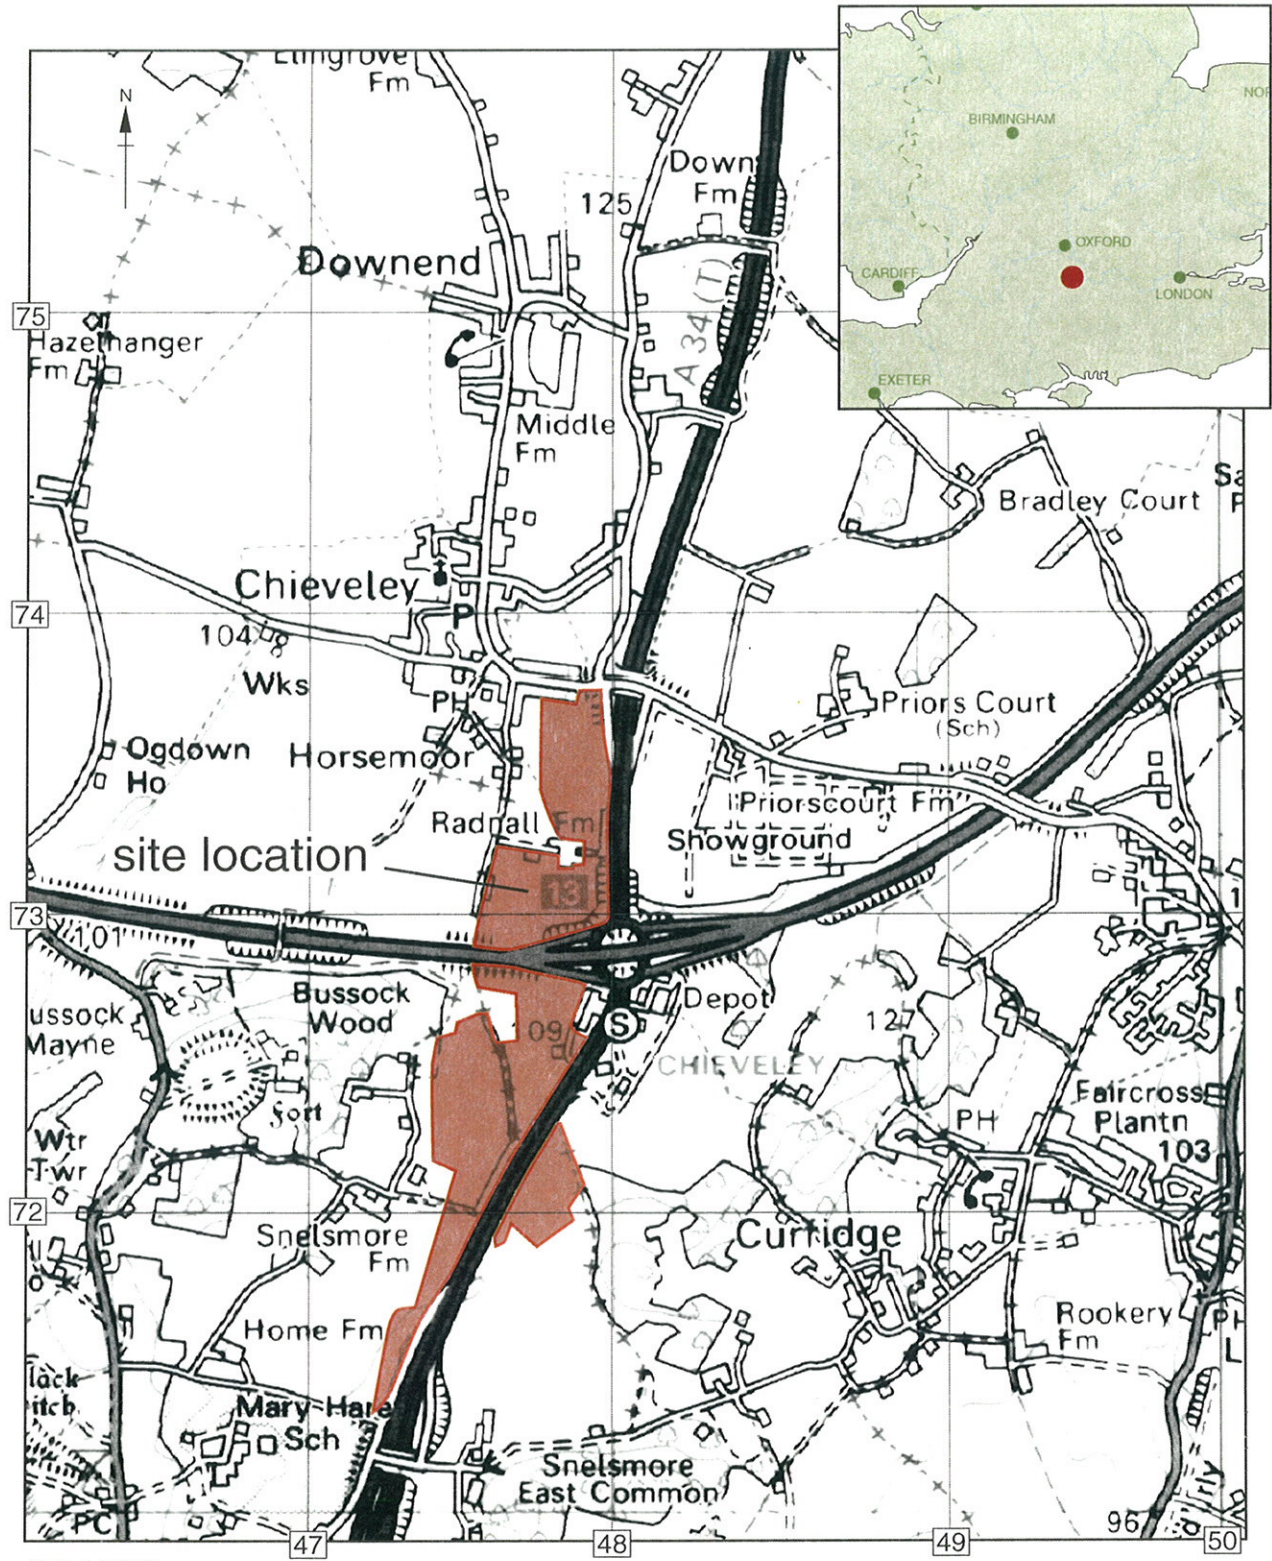 Fm
N
BIRMINGHAM
OXFORD
CARDIFF
LONDON
EXETER
Down
Fm
125
Downend
A 34 (T)
75
Hazelhanger
Fm
Middle
Fm
Bradley Court
Chieveley
74
P
104
Wks
PH
Priors Court
(Sch)
Ogdown
Ho
Horsemoor
Priorscourt Fm
Radnall Fm
Showground
site location
13
73
101
Bussock
Wood
Depot
S
09
127
CHIEVELEY
Mayne
Fort
Faircross
Plantn
PH
103
Wtr
Twr
72
Snelsmore
Fm
Curridge
Home Fm
Rookery
Fm
Mary Hare
Sch
Snelsmore
East Common
PC
96
47
48
49
50